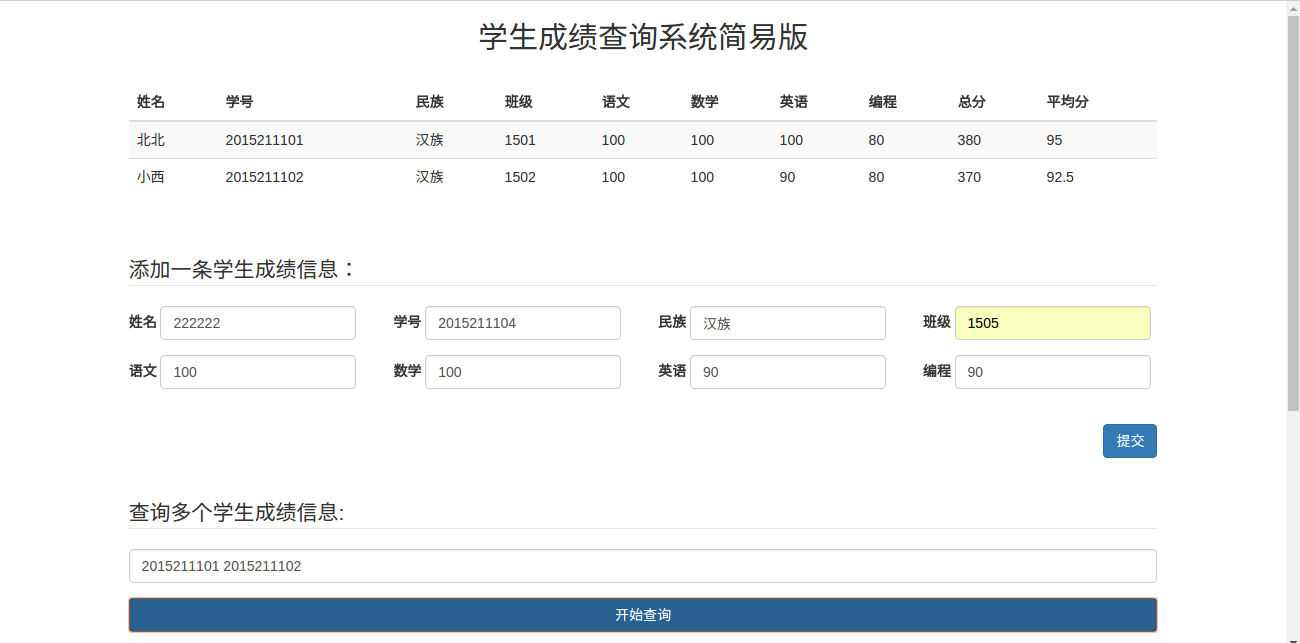 学生成绩查询系统简易版
姓名 学号 民族 班级 语文 数学 英语 编程 总分 平均分
北北 2015211101 汉族 1501 100 100 100 80 380 95
小西 2015211102 汉族 1502 100 100 90 80 370 92.5
添加一条学生成绩信息：
姓名 222222 学号 2015211104 民族 汉族 班级 1505
语文 100 数学 100 英语 90 编程 90
提交
查询多个学生成绩信息:
2015211101 2015211102
开始查询